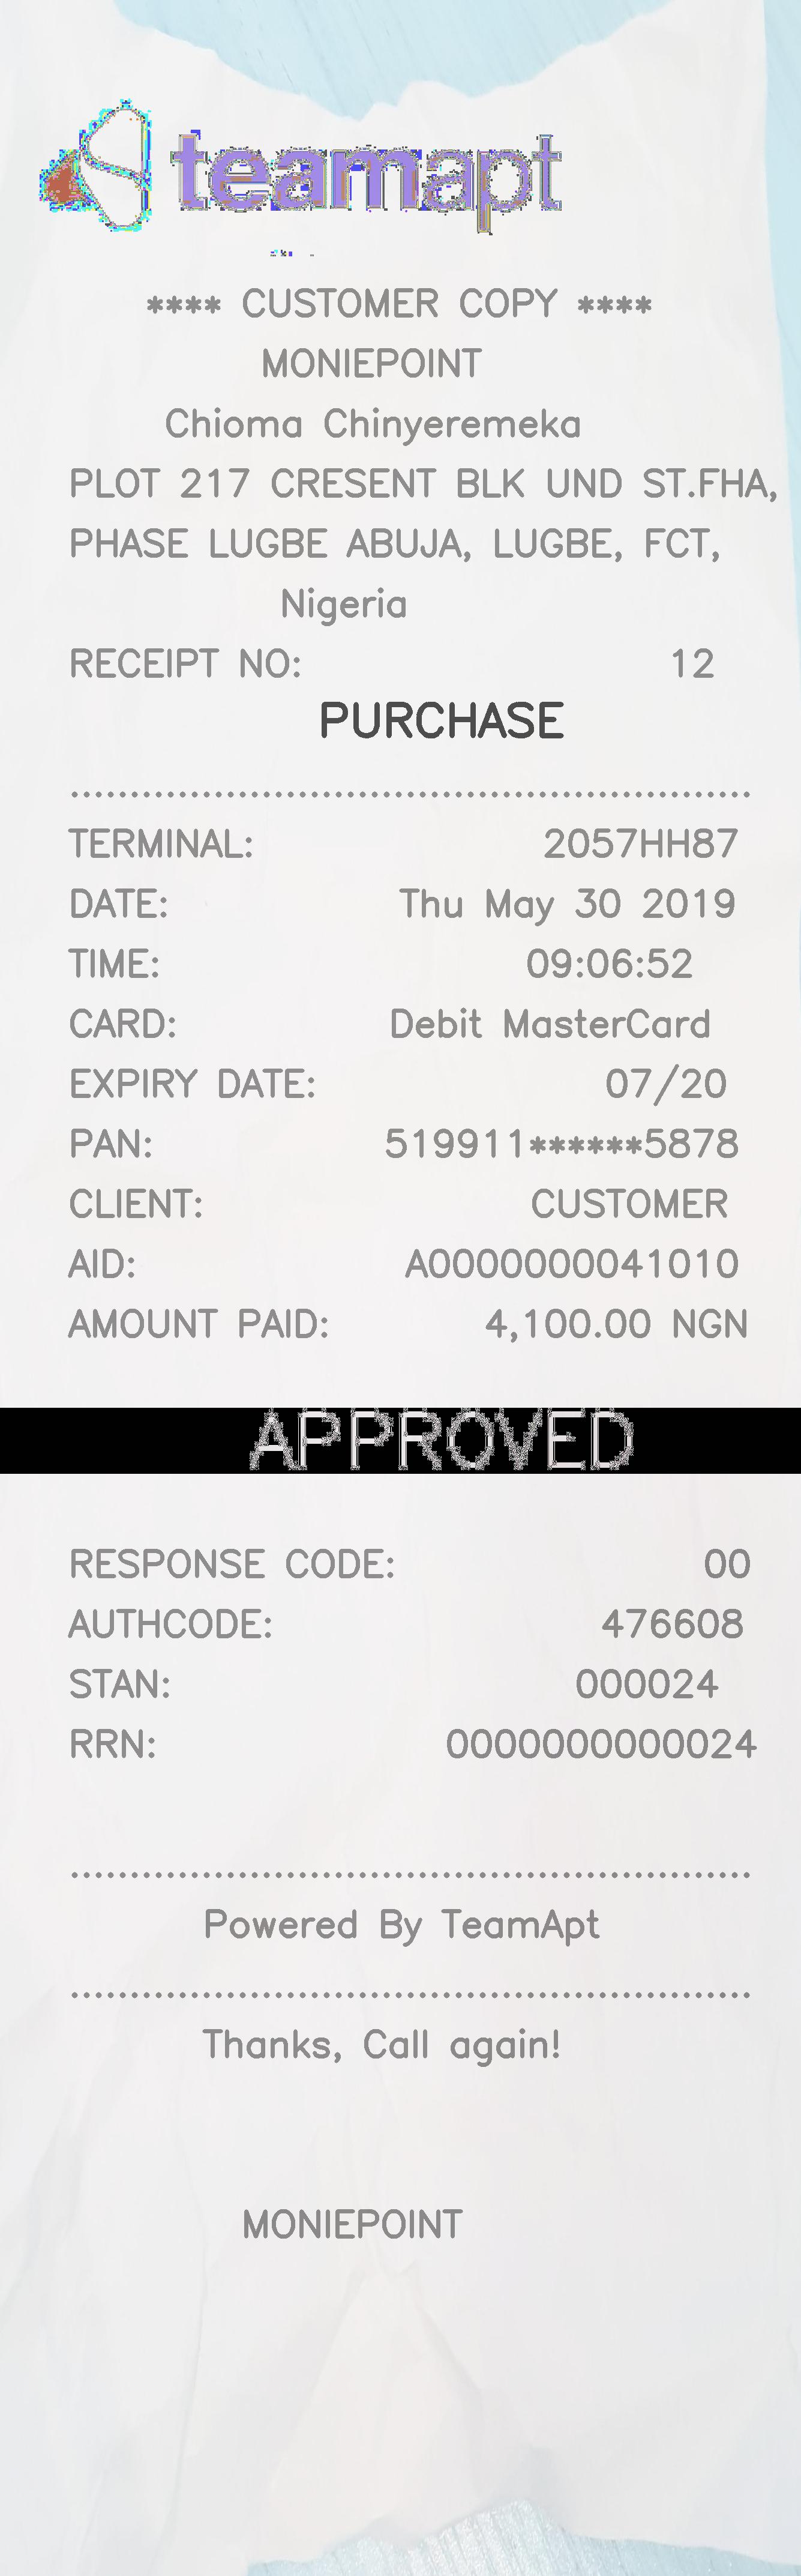 teamapt
**** CUSTOMER COPY ****
MONIEPOINT
Chioma Chinyeremeka
PLOT 217 CRESENT BLK UND ST.FHA,
PHASE LUGBE ABUJA, LUGBE, FCT,
Nigeria
RECEIPT NO: 12
PURCHASE
TERMINAL: 2057HH87
DATE: Thu May 30 2019
TIME: 09:06:52
CARD: Debit MasterCard
EXPIRY DATE: 07/20
PAN: 519911******5878
CLIENT: CUSTOMER
AID: A0000000041010
AMOUNT PAID: 4,100.00 NGN
APPROVED
RESPONSE CODE: 00
AUTHCODE: 476608
STAN: 000024
RRN: 0000000000024
Powered By TeamApt
Thanks, Call again!
MONIEPOINT